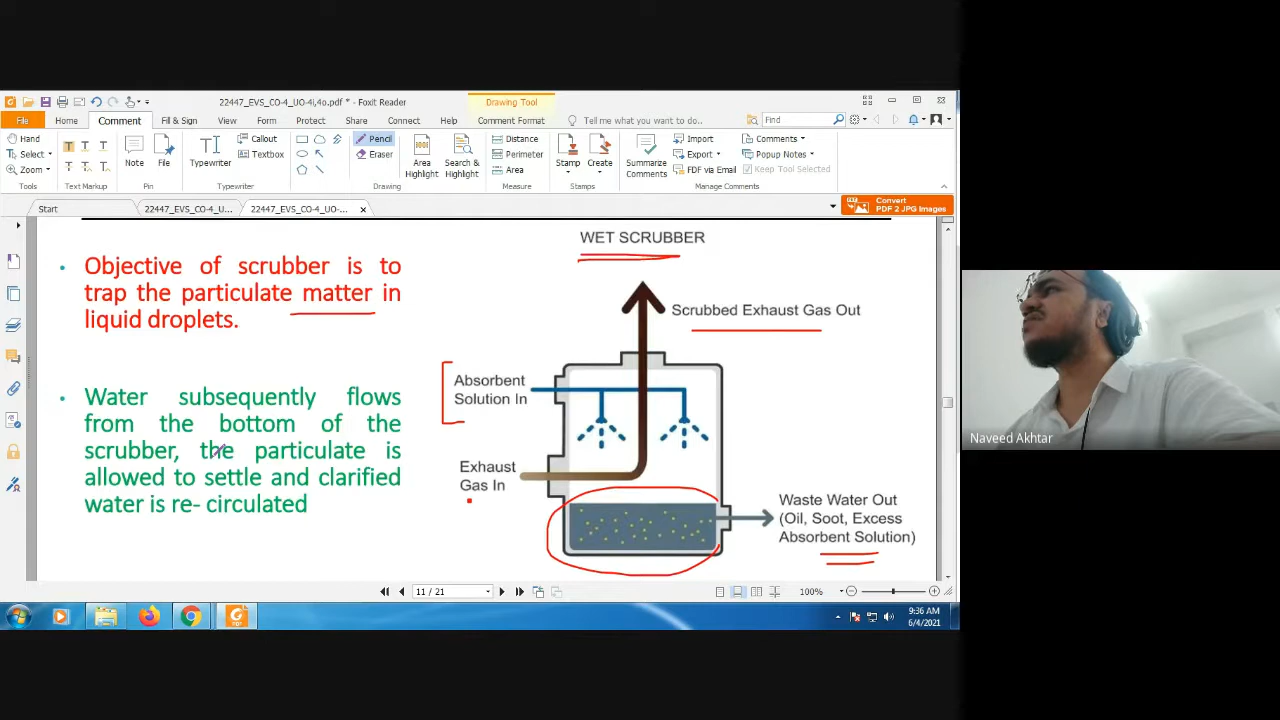 22447_EVS_CO-4_UO-4i,4o.pdf * - Foxit Reader
Drawing Tool
File
Home
Comment
Fill & Sign
View
Form
Protect
Share
Connect
Help
Comment Format
Tell me what you want to do..
Find
Hand
Select
Zoom
Tools
Text Markup
Note
File
Pin
Typewriter
Callout
Textbox
Typewriter
Pencil
Eraser
Drawing
Area
Highlight
Search &
Highlight
Distance
Perimeter
Area
Measure
Stamp
Create
Stamps
Summarize
Comments
Import
Export
FDF via Email
Comments
Popup Notes
Keep Tool Selected
Manage Comments
Start
22447_EVS_CO-4_U...
22447_EVS_CO-4_UO-...
Convert
PDF 2 JPG Images
WET SCRUBBER
Objective of scrubber is to
trap the particulate matter in
liquid droplets.
Water subsequently flows
from the bottom of the
scrubber, the particulate is
allowed to settle and clarified
water is re- circulated
Scrubbed Exhaust Gas Out
Absorbent
Solution In
Exhaust
Gas In
Waste Water Out
(Oil, Soot, Excess
Absorbent Solution)
Naveed Akhtar
11 / 21
100%
9:36 AM
6/4/2021